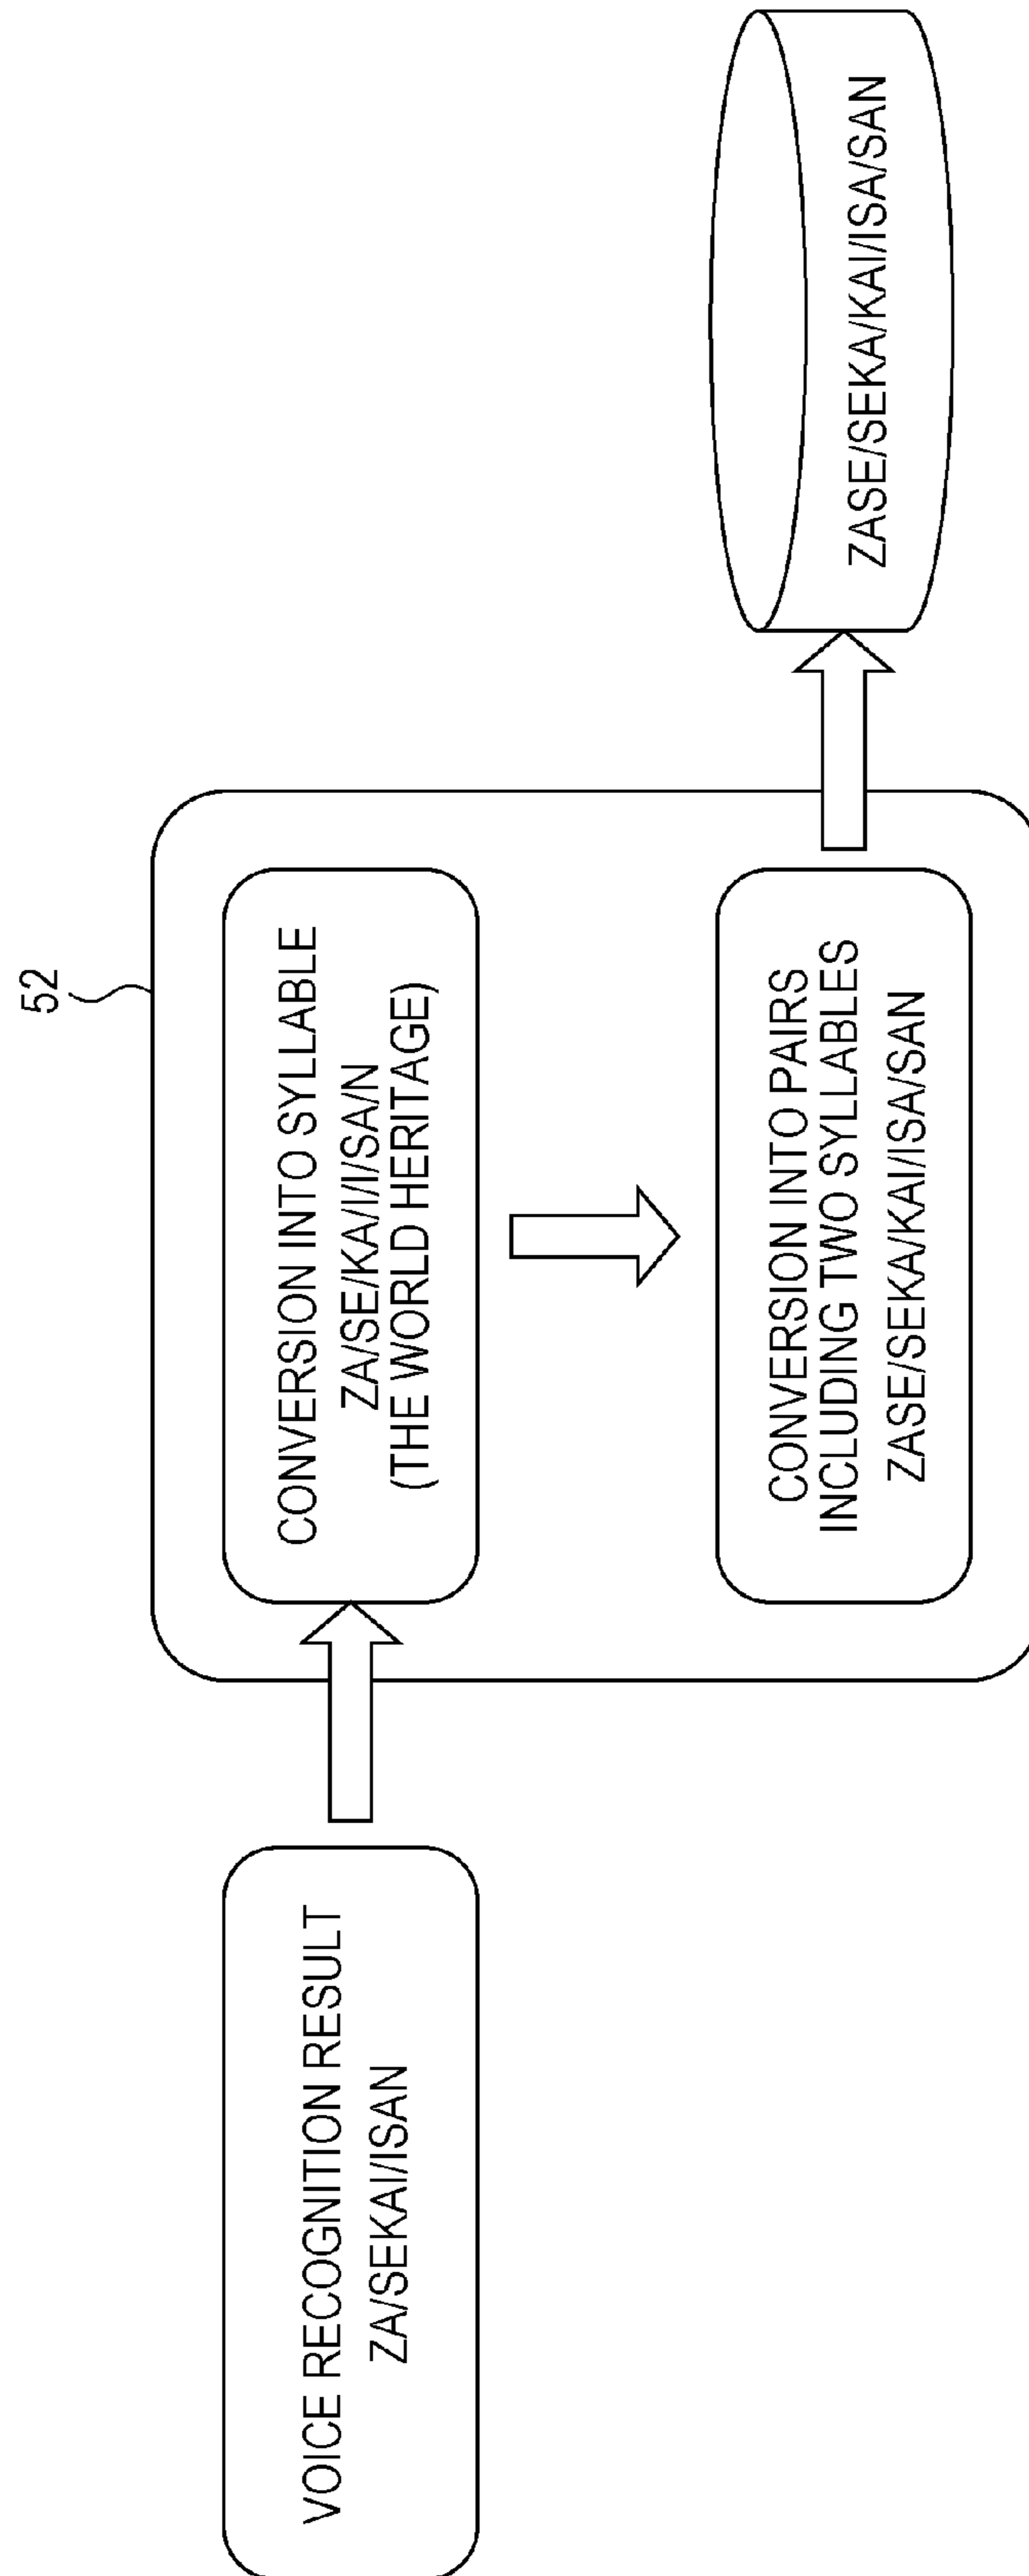 52
VOICE RECOGNITION RESULT
ZA/SEKAI/ISAN
CONVERSION INTO SYLLABLE
ZA/SE/KA/I/I/SA/N
(THE WORLD HERITAGE)
CONVERSION INTO PAIRS
INCLUDING TWO SYLLABLES
ZASE/SEKA/KAI/ISA/SAN
ZASE/SEKA/KAI/ISA/SAN